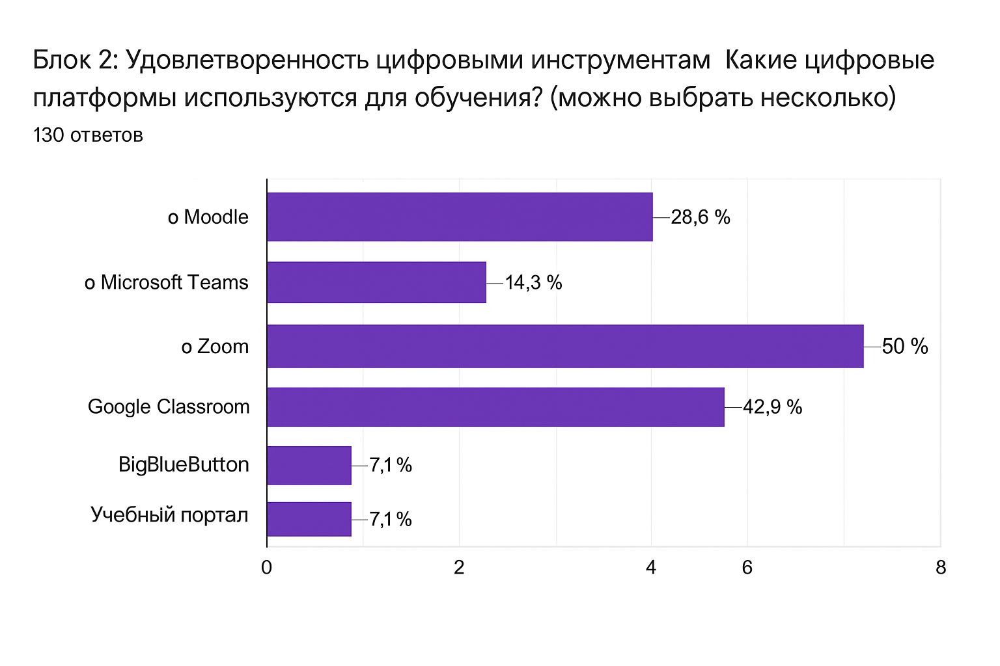 Блок 2: Удовлетворенность цифровыми инструментам  Какие цифровые
платформы используются для обучения? (можно выбрать несколько)
130 ответов
о Moodle
28,6 %
о Microsoft Teams
14,3 %
о Zoom
50 %
Google Classroom
42,9 %
BigBlueButton
7,1 %
Учебный портал
7,1 %
0 2 4 6 8